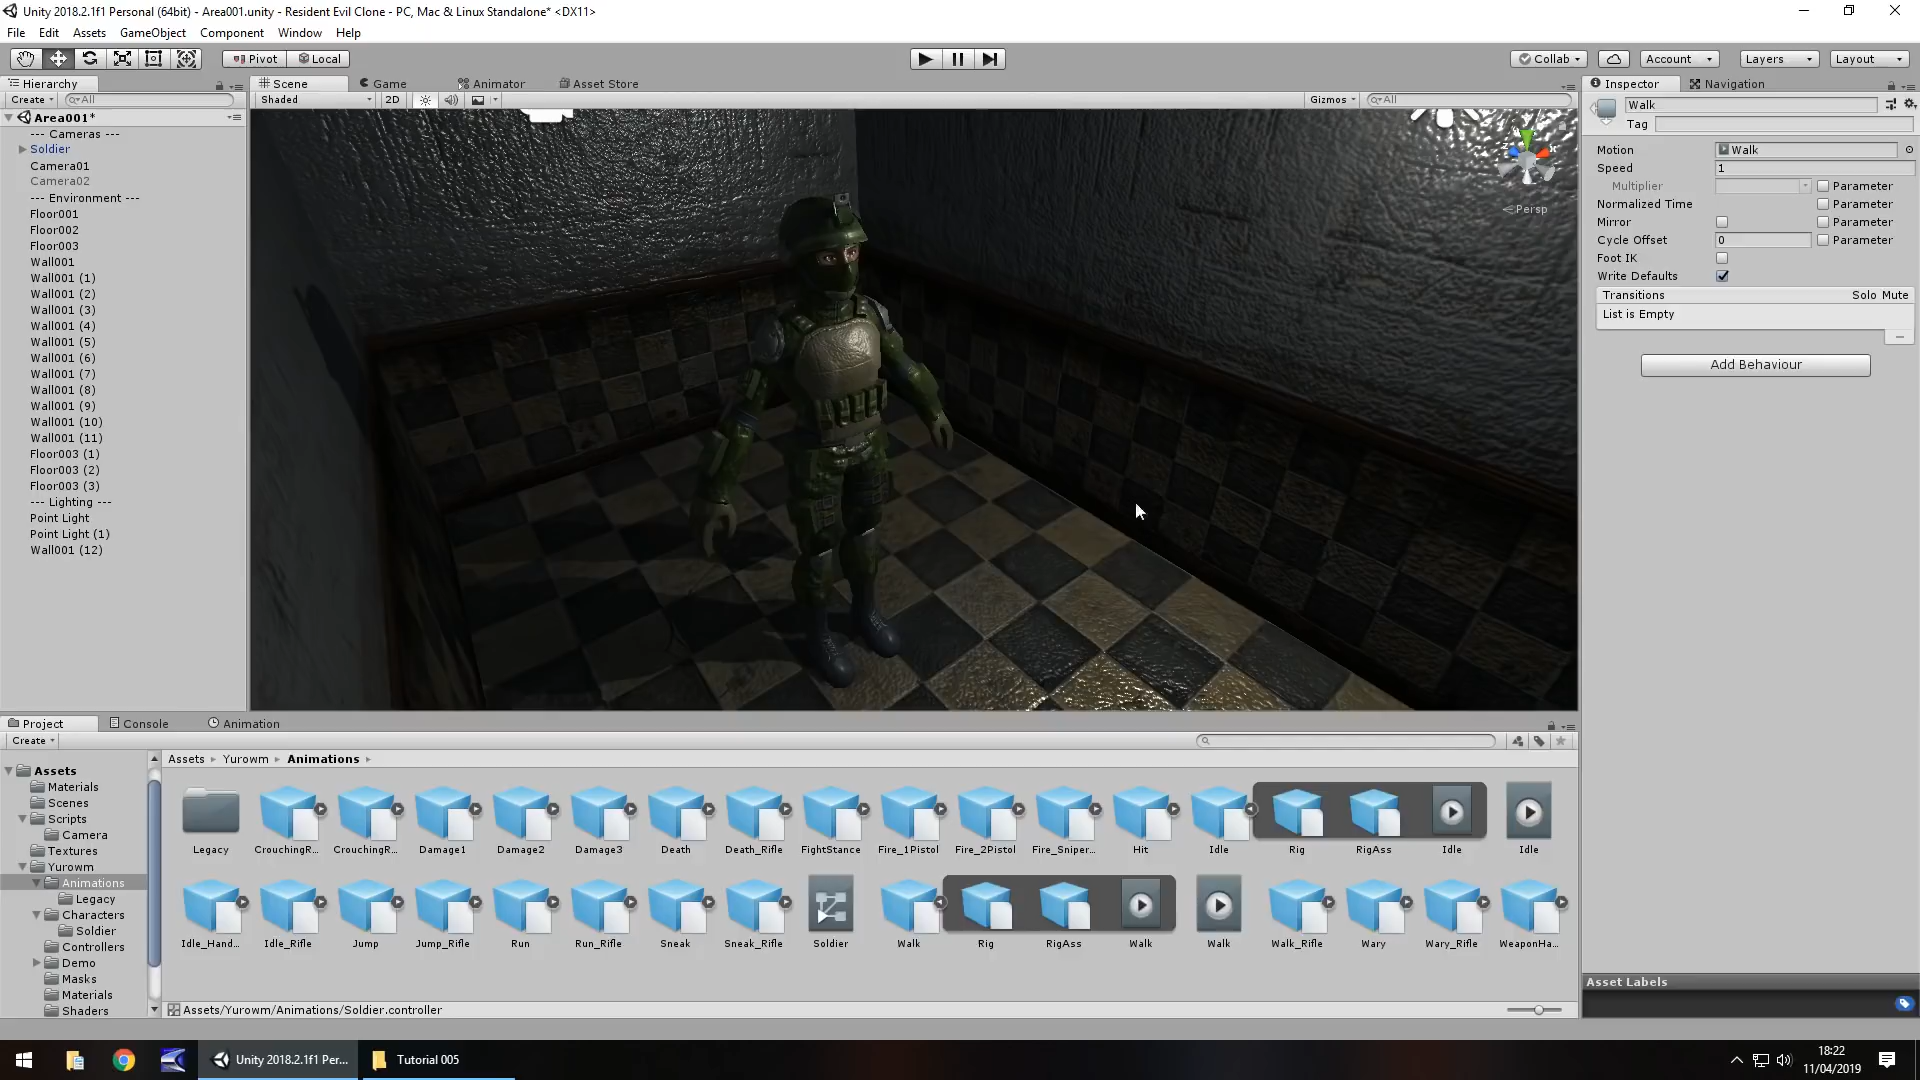 Unity 2018.2.1f1 Personal (64bit) - Area001.unity - Resident Evil Clone - PC, Mac & Linux Standalone* <DX11>
File Edit Assets GameObject Component Window Help
Pivot Local Collab Account Layers Layout
Hierarchy
Create All
Area001*
--- Cameras ---
Soldier
Camera01
Camera02
--- Environment ---
Floor001
Floor002
Floor003
Wall001
Wall001 (1)
Wall001 (2)
Wall001 (3)
Wall001 (4)
Wall001 (5)
Wall001 (6)
Wall001 (7)
Wall001 (8)
Wall001 (9)
Wall001 (10)
Wall001 (11)
Floor003 (1)
Floor003 (2)
Floor003 (3)
--- Lighting ---
Point Light
Point Light (1)
Wall001 (12)
Scene Game Animator Asset Store
Shaded 2D Gizmos All
z x
Persp
Inspector Navigation
Walk
Tag
Motion Walk
Speed 1
Multiplier Parameter
Normalized Time Parameter
Mirror Parameter
Cycle Offset 0 Parameter
Foot IK
Write Defaults
Transitions Solo Mute
List is Empty
Add Behaviour
Asset Labels
Project Console Animation
Create
Assets
Materials
Scenes
Scripts
Camera
Textures
Yurowm
Animations
Legacy
Characters
Soldier
Controllers
Demo
Masks
Materials
Shaders
Assets Yurowm Animations
Legacy CrouchingR... CrouchingR... Damage1 Damage2 Damage3 Death Death_Rifle FightStance Fire_1Pistol Fire_2Pistol Fire_Sniper... Hit Idle Rig RigAss Idle Idle
Idle_Hand... Idle_Rifle Jump Jump_Rifle Run Run_Rifle Sneak Sneak_Rifle Soldier Walk Rig RigAss Walk Walk Walk_Rifle Wary Wary_Rifle WeaponHa...
Assets/Yurowm/Animations/Soldier.controller
Unity 2018.2.1f1 Per... Tutorial 005
18:22
11/04/2019